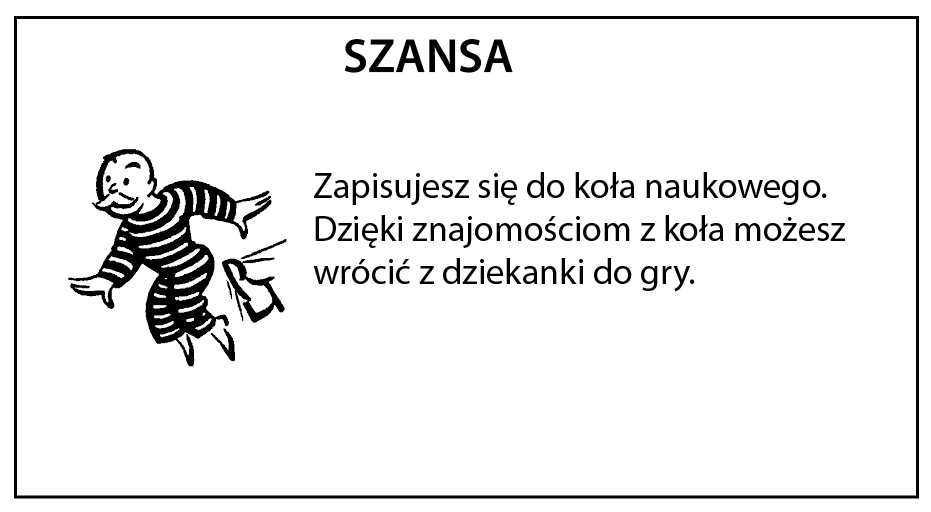 SZANSA
Zapisujesz się do koła naukowego.
Dzięki znajomościom z koła możesz
wrócić z dziekanki do gry.